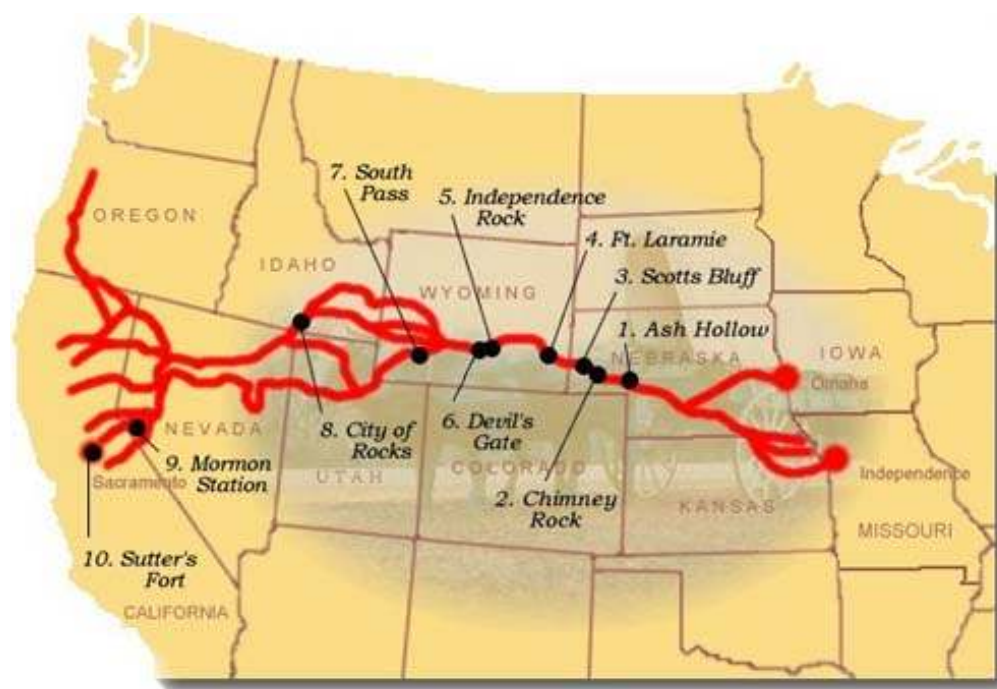 7. South
Pass
5. Independence
Rock
OREGON
4. Ft. Laramie
IDAHO
3. Scotts Bluff
WYOMING
1. Ash Hollow
NEBRASKA
IOWA
Omaha
NEVADA
8. City of
Rocks
6. Devil's
Gate
9. Mormon
Station
COLORADO
UTAH
Sacramento
Independence
2. Chimney
Rock
KANSAS
MISSOURI
10. Sutter's
Fort
CALIFORNIA